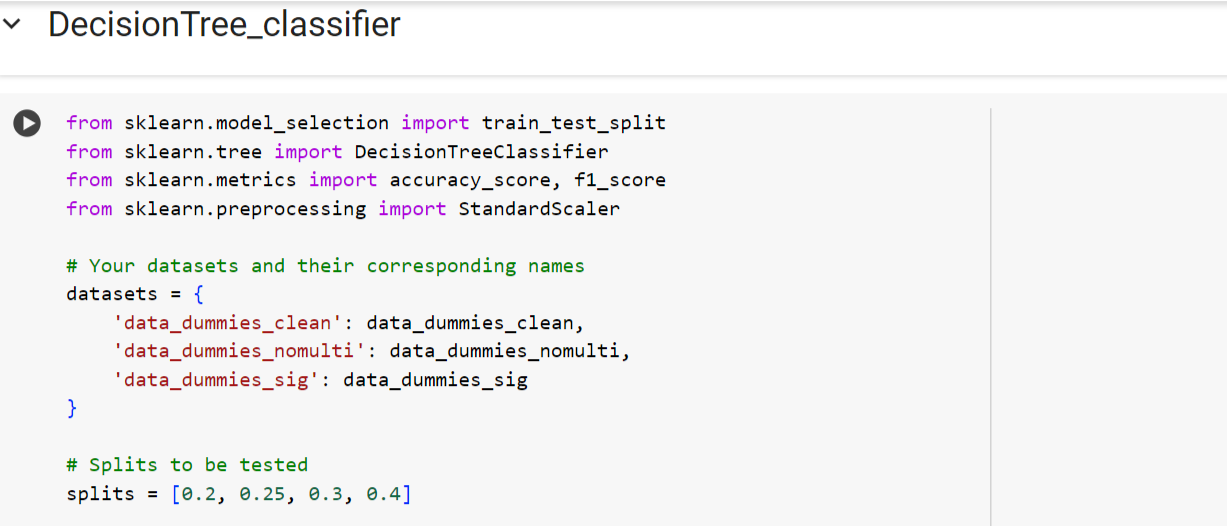 DecisionTree_classifier
from sklearn.model_selection import train_test_split
from sklearn.tree import DecisionTreeClassifier
from sklearn.metrics import accuracy_score, f1_score
from sklearn.preprocessing import StandardScaler
# Your datasets and their corresponding names
datasets = {
    'data_dummies_clean': data_dummies_clean,
    'data_dummies_nomulti': data_dummies_nomulti,
    'data_dummies_sig': data_dummies_sig
}
# Splits to be tested
splits = [0.2, 0.25, 0.3, 0.4]